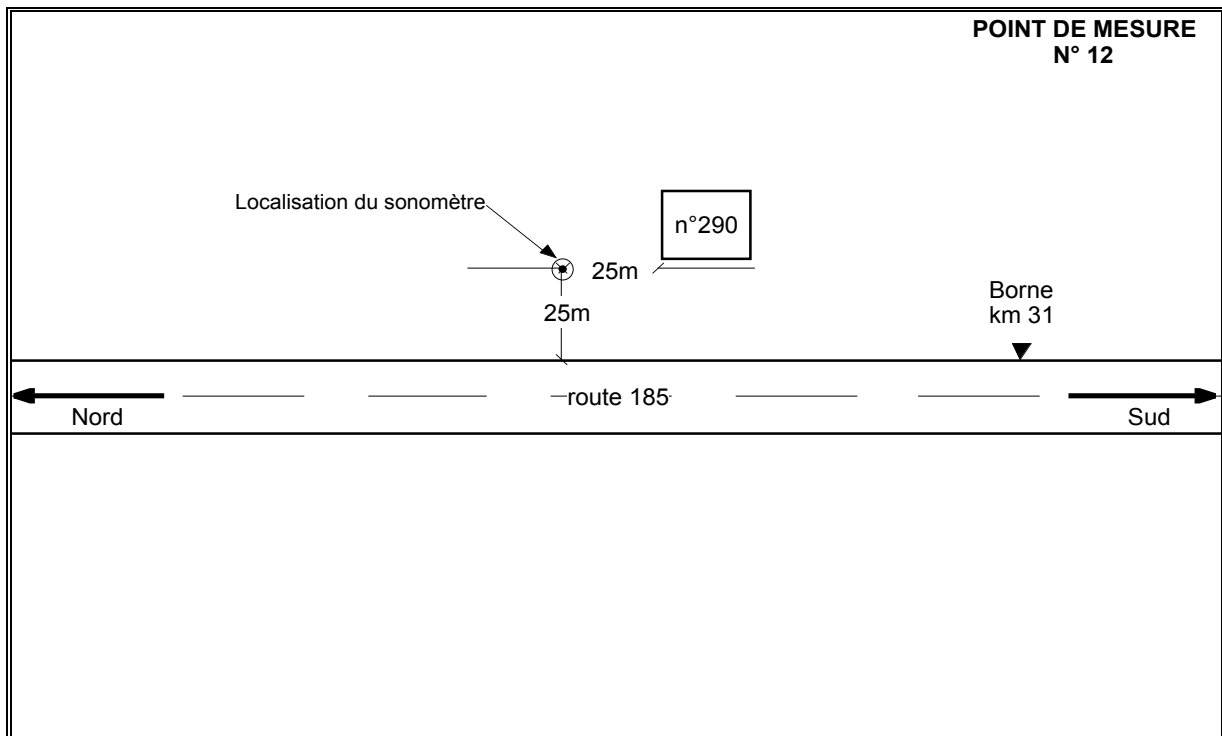 POINT DE MESURE
N° 12
Localisation du sonomètre
n°290
25m
25m
Borne
km 31
route 185
Nord
Sud